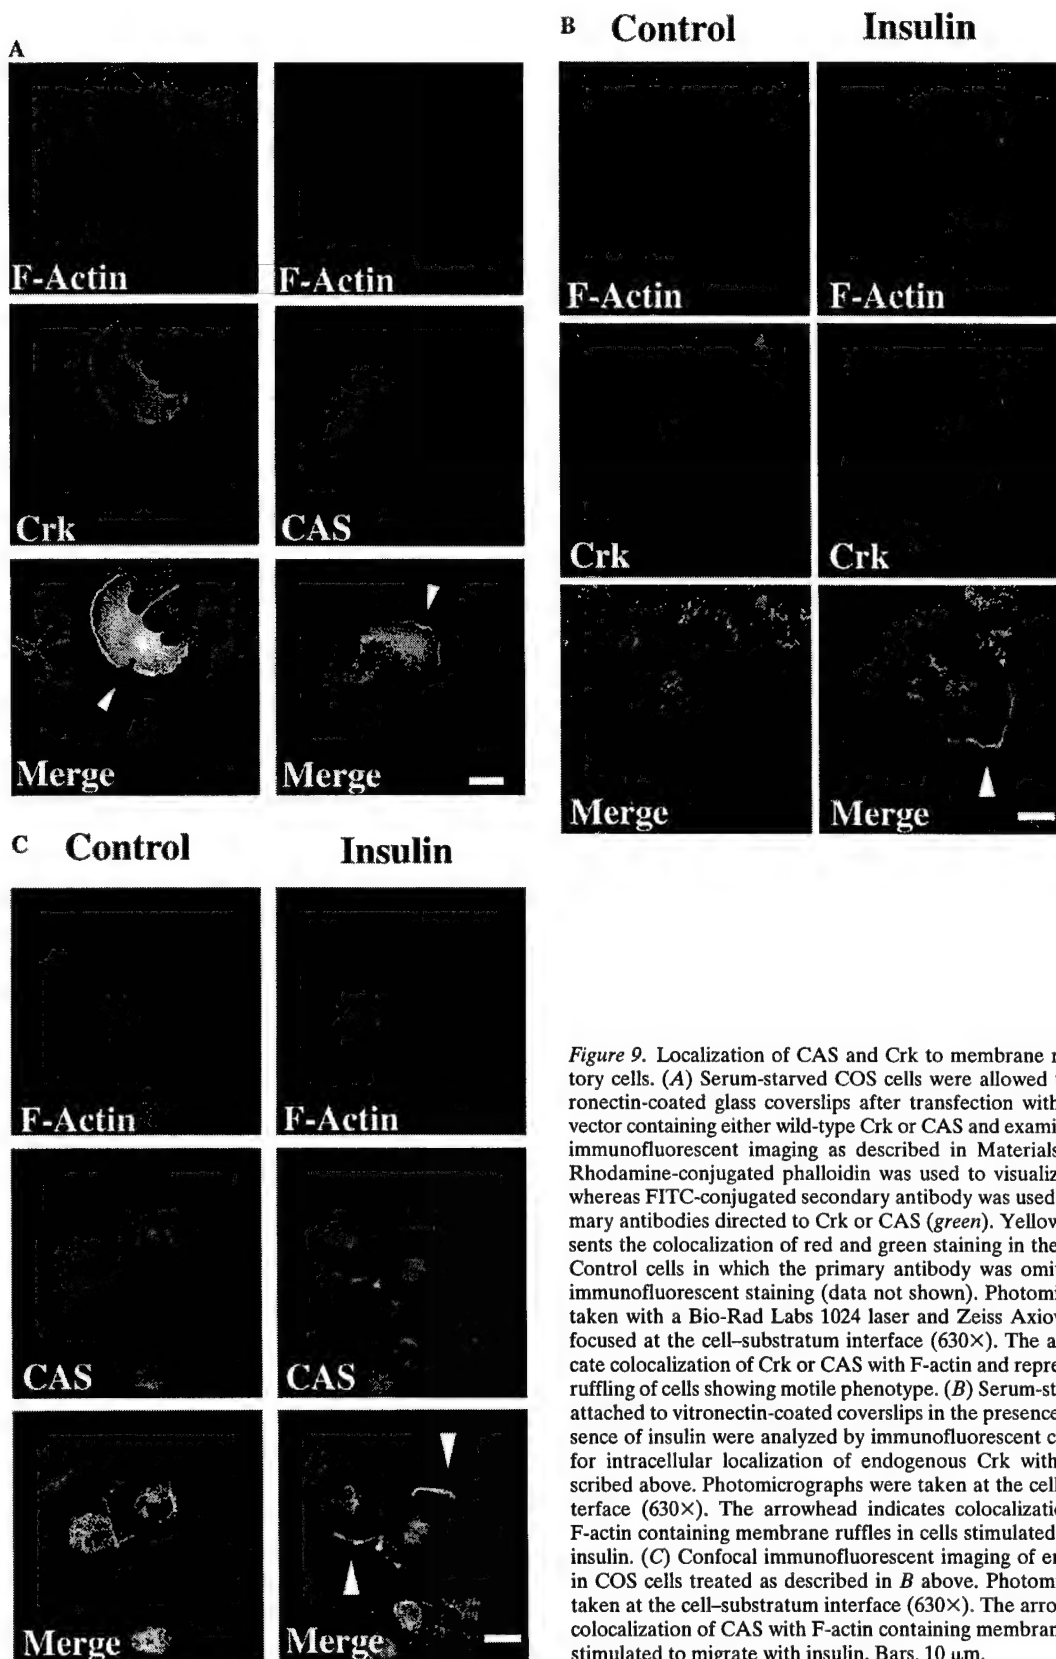 A
F-Action
F-Actin
Crk
CAS
Merge
Merge
B Control Insulin
F-Actin
F-Actin
Crk
Crk
Merge
Merge
C Control Insulin
F-Actin
F-Actin
CAS
CAS
Merge
Merge
Figure 9. Localization of CAS and Crk to membrane
tory cells. (A) Serum-starved COS cells were allowed
ronectin-coated glass coverslips after transfection with
vector containing either wild-type Crk or CAS and exami
immunofluorescent imaging as described in Materials
Rhodamine-conjugated phalloidin was used to visualiz
whereas FITC-conjugated secondary antibody was used
mary antibodies directed to Crk or CAS (green). Yellow
sents the colocalization of red and green staining in the
Control cells in which the primary antibody was omi
immunofluorescent staining (data not shown). Photomi
taken with a Bio-Rad Labs 1024 laser and Zeiss Axiov
focused at the cell–substratum interface (630×). The a
cate colocalization of Crk or CAS with F-actin and repre
ruffling of cells showing motile phenotype. (B) Serum-st
attached to vitronectin-coated coverslips in the presence
sence of insulin were analyzed by immunofluorescent c
for intracellular localization of endogenous Crk with
scribed above. Photomicrographs were taken at the cell
terface (630×). The arrowhead indicates colocalizati
F-actin containing membrane ruffles in cells stimulated
insulin. (C) Confocal immunofluorescent imaging of en
in COS cells treated as described in B above. Photomi
taken at the cell–substratum interface (630×). The arro
colocalization of CAS with F-actin containing membran
stimulated to migrate with insulin. Bars, 10 μm.